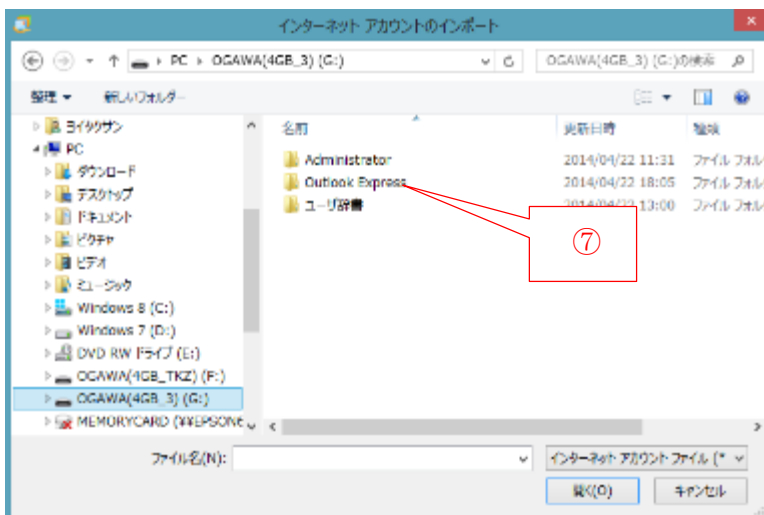 インターネット アカウントのインポート
PC OGAWA(4GB_3) (G:)
OGAWA(4GB_3) (G:)の検索
整理 新しいフォルダー
名前 更新日時 種類
PC
ダウンロード
デスクトップ
ドキュメント
ピクチャ
ビデオ
ミュージック
Windows 8 (C:)
Windows 7 (D:)
DVD RW ドライブ (E:)
OGAWA(4GB_TKZ) (F:)
OGAWA(4GB_3) (G:)
MEMORYCARD (¥¥EPSON
Administrator 2014/04/22 11:31 ファイル フォル
Outlook Express 2014/04/22 18:05 ファイル フォル
ユーザ辞書 2014/04/22 13:00 ファイル フォル
⑦
ファイル名(N):
インターネット アカウント ファイル (*
開く(O) キャンセル